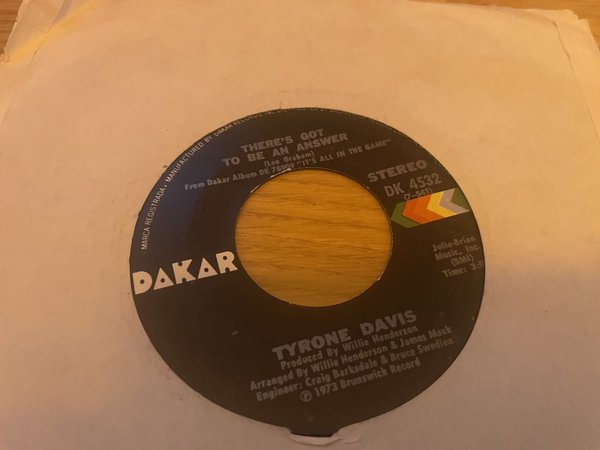 THERE'S GOT
TO BE AN ANSWER
(Leo Graham)
From Dakar Album DK 76909 "IT'S ALL IN THE GAME"
MARCA REGISTRADA • MANUFACTURED BY DAKAR RECORDS, INC.
STEREO
DK 4532
DAKAR
Julio-Brian
Music, Inc.
(BMI)
Time: 3:
TYRONE DAVIS
Produced By Willie Henderson
Arranged By Willie Henderson & James Mack
Engineer: Craig Barksdale & Bruce Swedien
℗ 1973 Brunswick Record